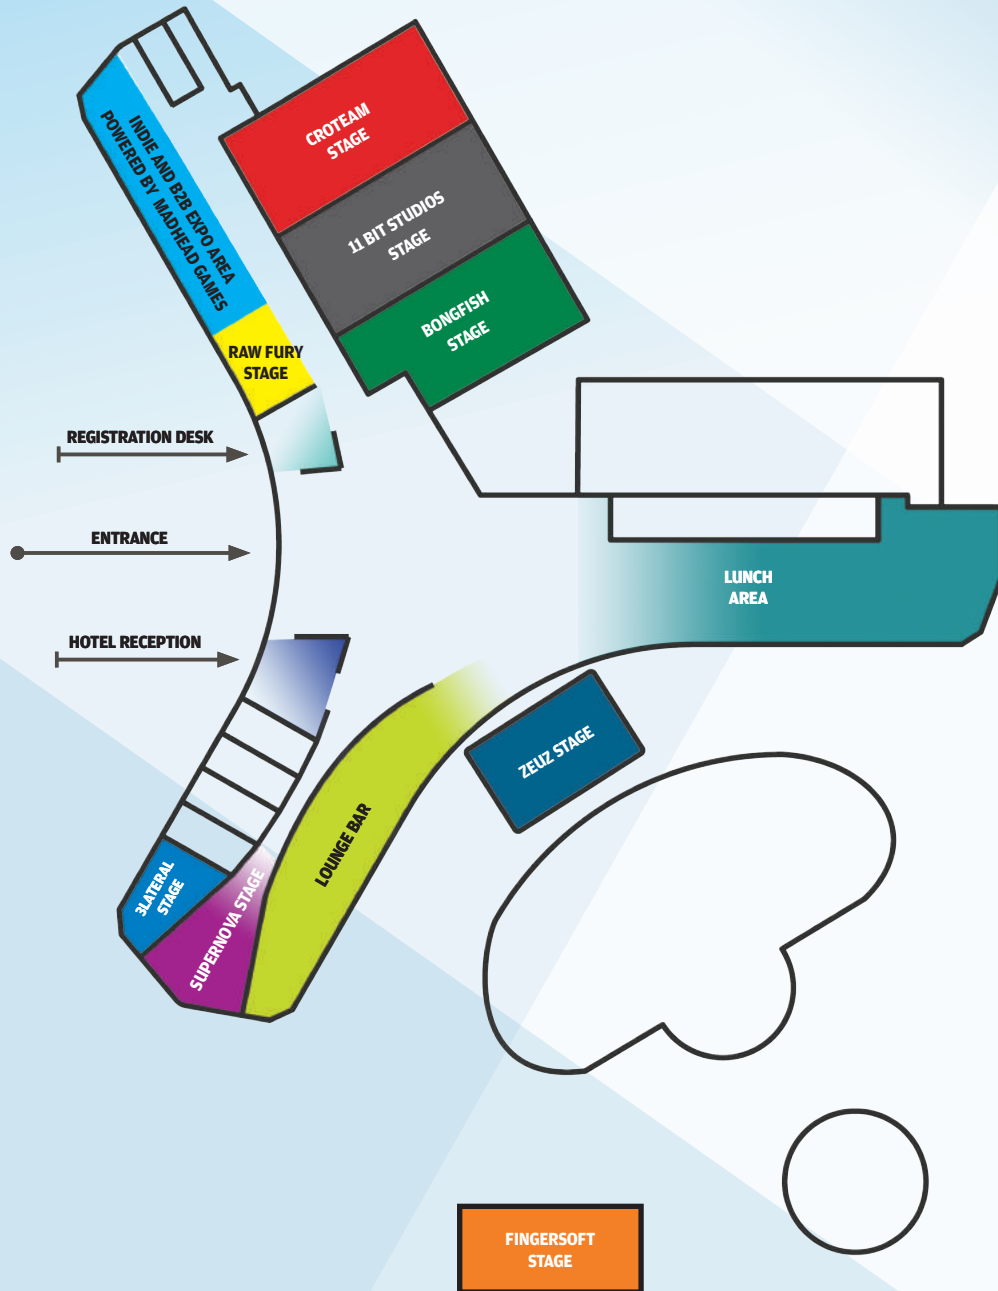 CROTEAM
STAGE
INDIE AND B2B EXPO AREA
POWERED BY MADHEAD GAMES
11 BIT STUDIOS
STAGE
BONGFISH
STAGE
RAW FURY
STAGE
REGISTRATION DESK
ENTRANCE
LUNCH
AREA
HOTEL RECEPTION
ZEUZ STAGE
LOUNGE BAR
3LATERAL
STAGE
SUPERNOVA STAGE
FINGERSOFT
STAGE